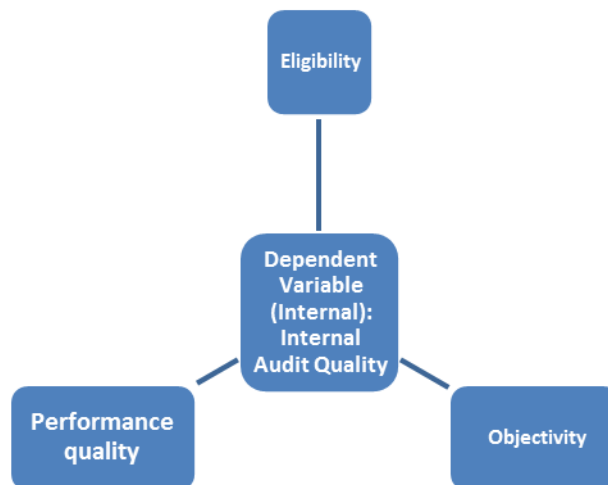 Eligibility
Dependent
Variable
(Internal):
Internal
Audit Quality
Performance
quality
Objectivity